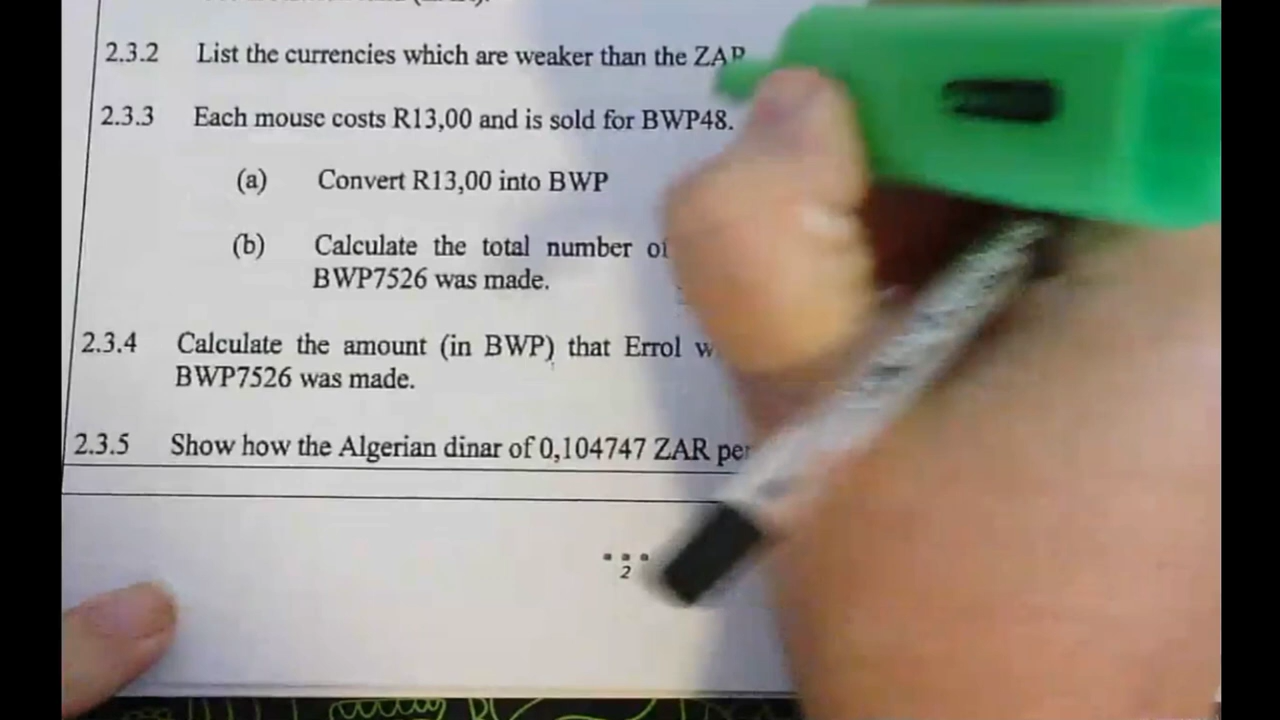 2.3.2 List the currencies which are weaker than the ZAR
2.3.3 Each mouse costs R13,00 and is sold for BWP48.
(a) Convert R13,00 into BWP
(b) Calculate the total number
BWP7526 was made.
2.3.4 Calculate the amount (in BWP) that Errol
BWP7526 was made.
2.3.5 Show how the Algerian dinar of 0,104747 ZAR per
2